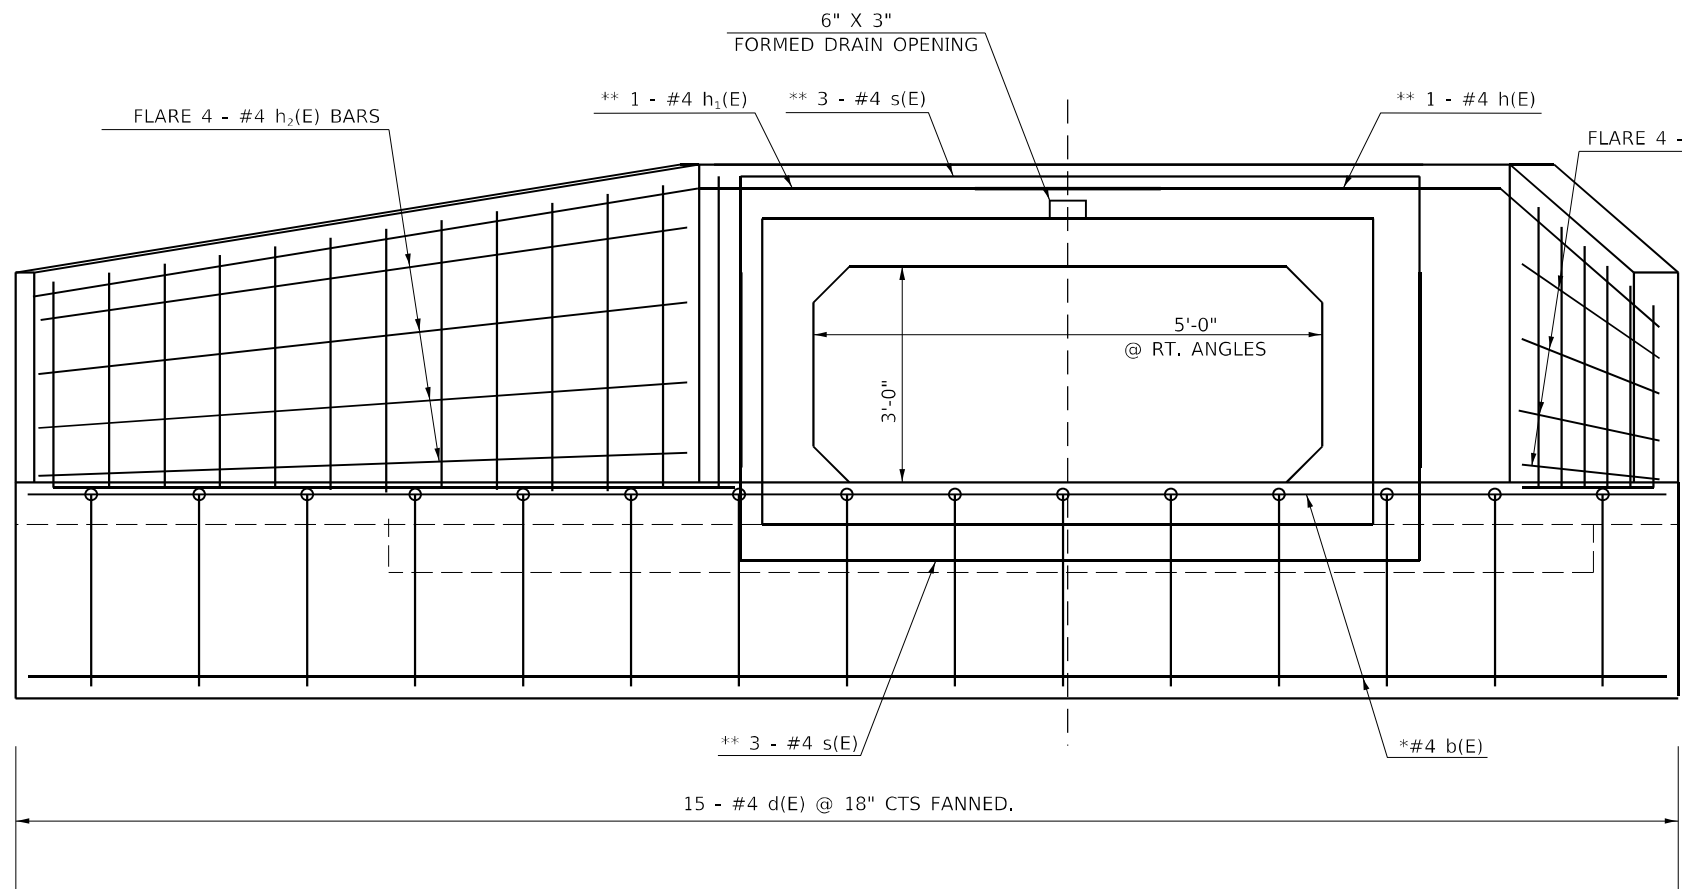 6" X 3"
FORMED DRAIN OPENING
** 1 - #4 h₁(E)
** 3 - #4 s(E)
** 1 - #4 h(E)
FLARE 4 - #4 h₂(E) BARS
FLARE 4 -
5'-0"
@ RT. ANGLES
3'-0"
** 3 - #4 s(E)
*#4 b(E)
15 - #4 d(E) @ 18" CTS FANNED.